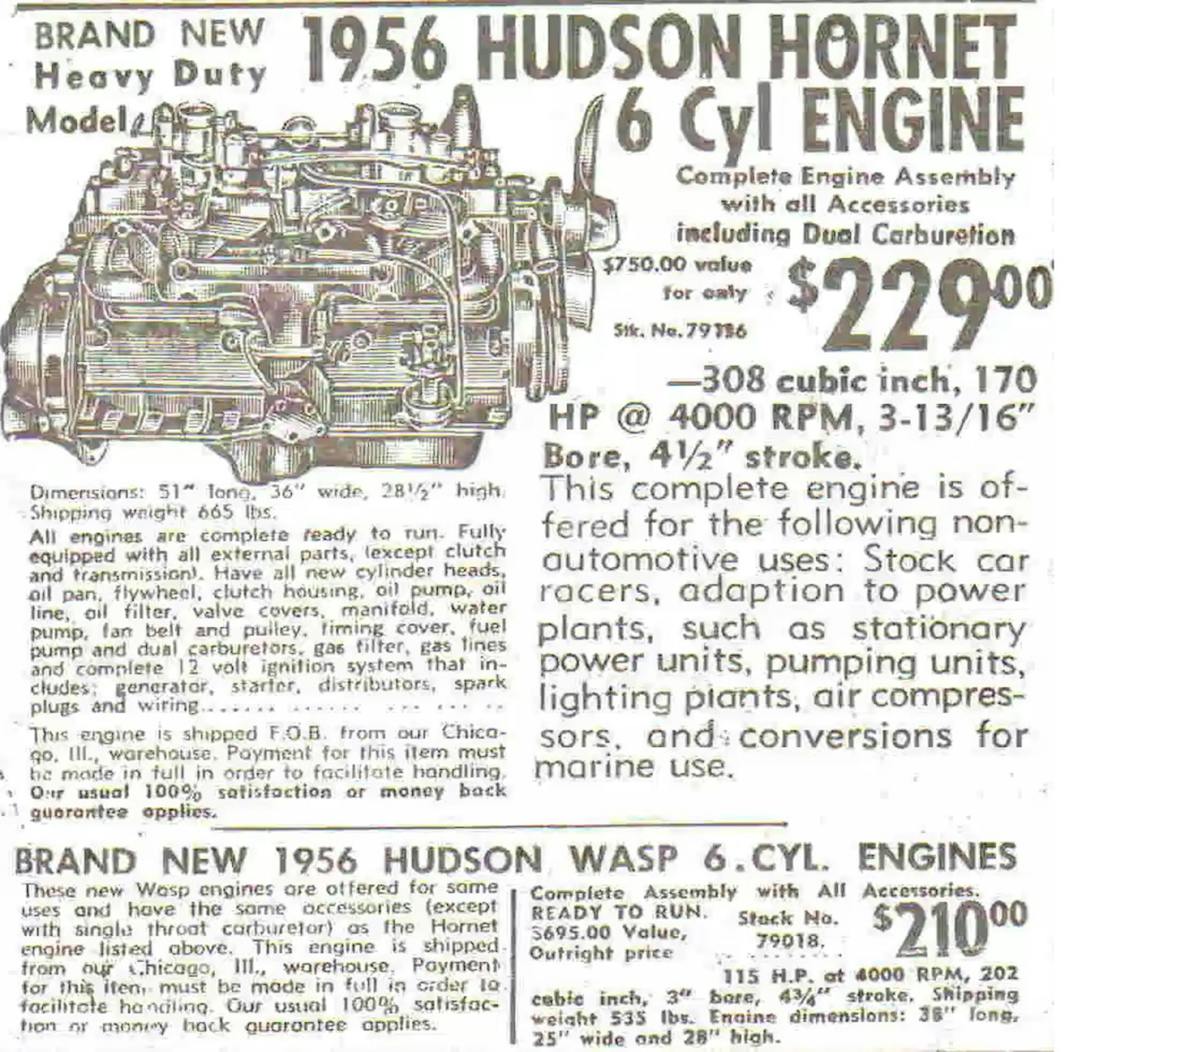 BRAND NEW
Heavy Duty
Model
1956 HUDSON HORNET
6 Cyl ENGINE
Complete Engine Assembly
with all Accessories
including Dual Carburetion
$750.00 value
for only
$229.00
Stk. No. 79136
—308 cubic inch, 170
HP @ 4000 RPM, 3-13/16"
Bore, 4½" stroke.
This complete engine is of-
fered for the following non-
automotive uses: Stock car
racers, adaption to power
plants, such as stationary
power units, pumping units,
lighting plants, air compres-
sors, and conversions for
marine use.
Dimensions: 51" long, 36" wide, 28½" high.
Shipping weight 665 lbs.
All engines are complete ready to run. Fully
equipped with all external parts, (except clutch
and transmission). Have all new cylinder heads,
oil pan, flywheel, clutch housing, oil pump, oil
line, oil filter, valve covers, manifold, water
pump, fan belt and pulley, timing cover, fuel
pump and dual carburetors, gas filter, gas lines
and complete 12 volt ignition system that in-
cludes; generator, starter, distributors, spark
plugs and wiring.......
This engine is shipped F.O.B. from our Chica-
go, Ill., warehouse. Payment for this item must
be made in full in order to facilitate handling.
Our usual 100% satisfaction or money back
guarantee applies.
BRAND NEW 1956 HUDSON WASP 6.CYL. ENGINES
These new Wasp engines are offered for same
uses and have the same accessories (except
with single throat carburetor) as the Hornet
engine listed above. This engine is shipped
from our Chicago, Ill., warehouse. Payment
for this item must be made in full in order to
facilitate handling. Our usual 100% satisfac-
tion or money back guarantee applies.
Complete Assembly with All Accessories.
READY TO RUN. Stock No.
$695.00 Value, 79018.
Outright price ........
$210.00
115 H.P. at 4000 RPM, 202
cubic inch, 3" bore, 4¾" stroke. Shipping
weight 535 lbs. Engine dimensions: 38" long,
25" wide and 28" high.